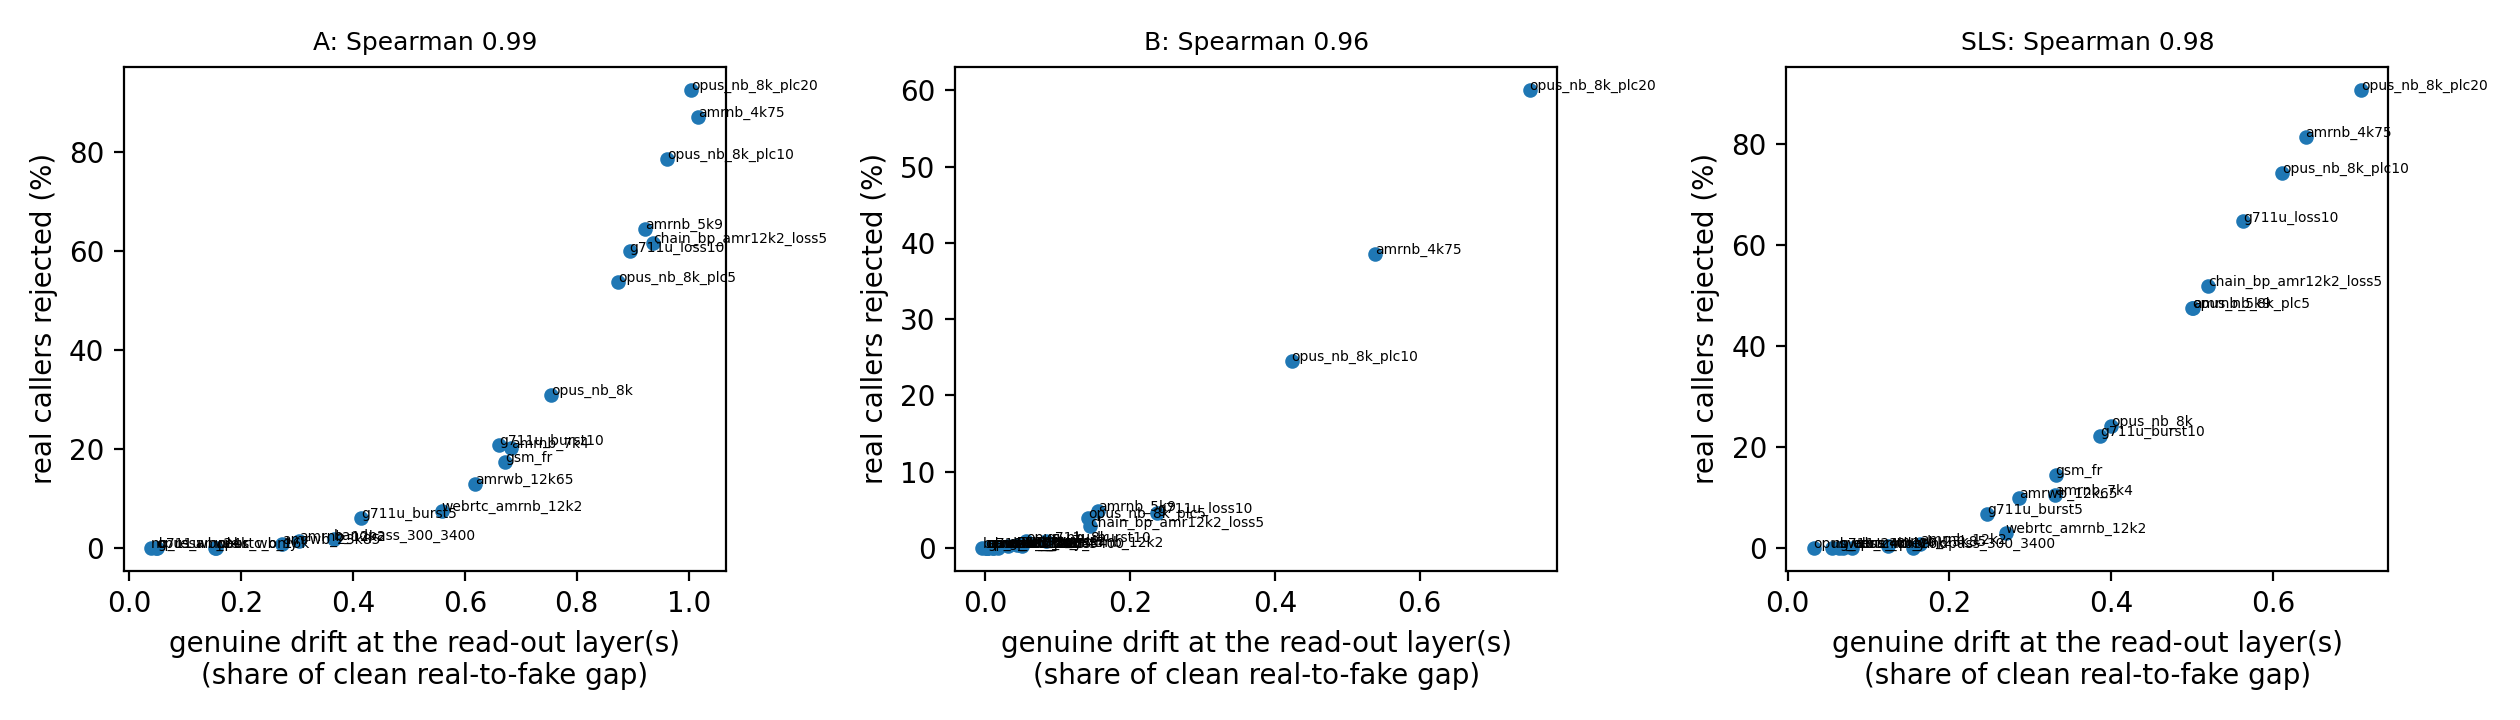 A: Spearman 0.99
real callers rejected (%)
80
60
40
20
0
opus_nb_8k_plc20
amrnb_4k75
opus_nb_8k_plc10
amrnb_5k9
chain_bp_amr12k2_loss5
g711u_loss10
opus_nb_8k_plc5
opus_nb_8k
g711u_burst10
amrnb_7k4
gsm_fr
amrwb_12k65
webrtc_amrnb_12k2
g711u_burst5
bandpass_300_3400
0.0 0.2 0.4 0.6 0.8 1.0
genuine drift at the read-out layer(s)
(share of clean real-to-fake gap)
B: Spearman 0.96
real callers rejected (%)
60
50
40
30
20
10
0
opus_nb_8k_plc20
amrnb_4k75
opus_nb_8k_plc10
amrnb_5k9
g711u_loss10
opus_nb_8k_plc5
chain_bp_amr12k2_loss5
0.0 0.2 0.4 0.6
genuine drift at the read-out layer(s)
(share of clean real-to-fake gap)
SLS: Spearman 0.98
real callers rejected (%)
80
60
40
20
0
opus_nb_8k_plc20
amrnb_4k75
opus_nb_8k_plc10
g711u_loss10
chain_bp_amr12k2_loss5
opus_nb_8k_plc5
amrnb_5k9
opus_nb_8k
g711u_burst10
gsm_fr
amrnb_7k4
amrwb_12k65
g711u_burst5
webrtc_amrnb_12k2
amrnb_12k2
0.0 0.2 0.4 0.6
genuine drift at the read-out layer(s)
(share of clean real-to-fake gap)